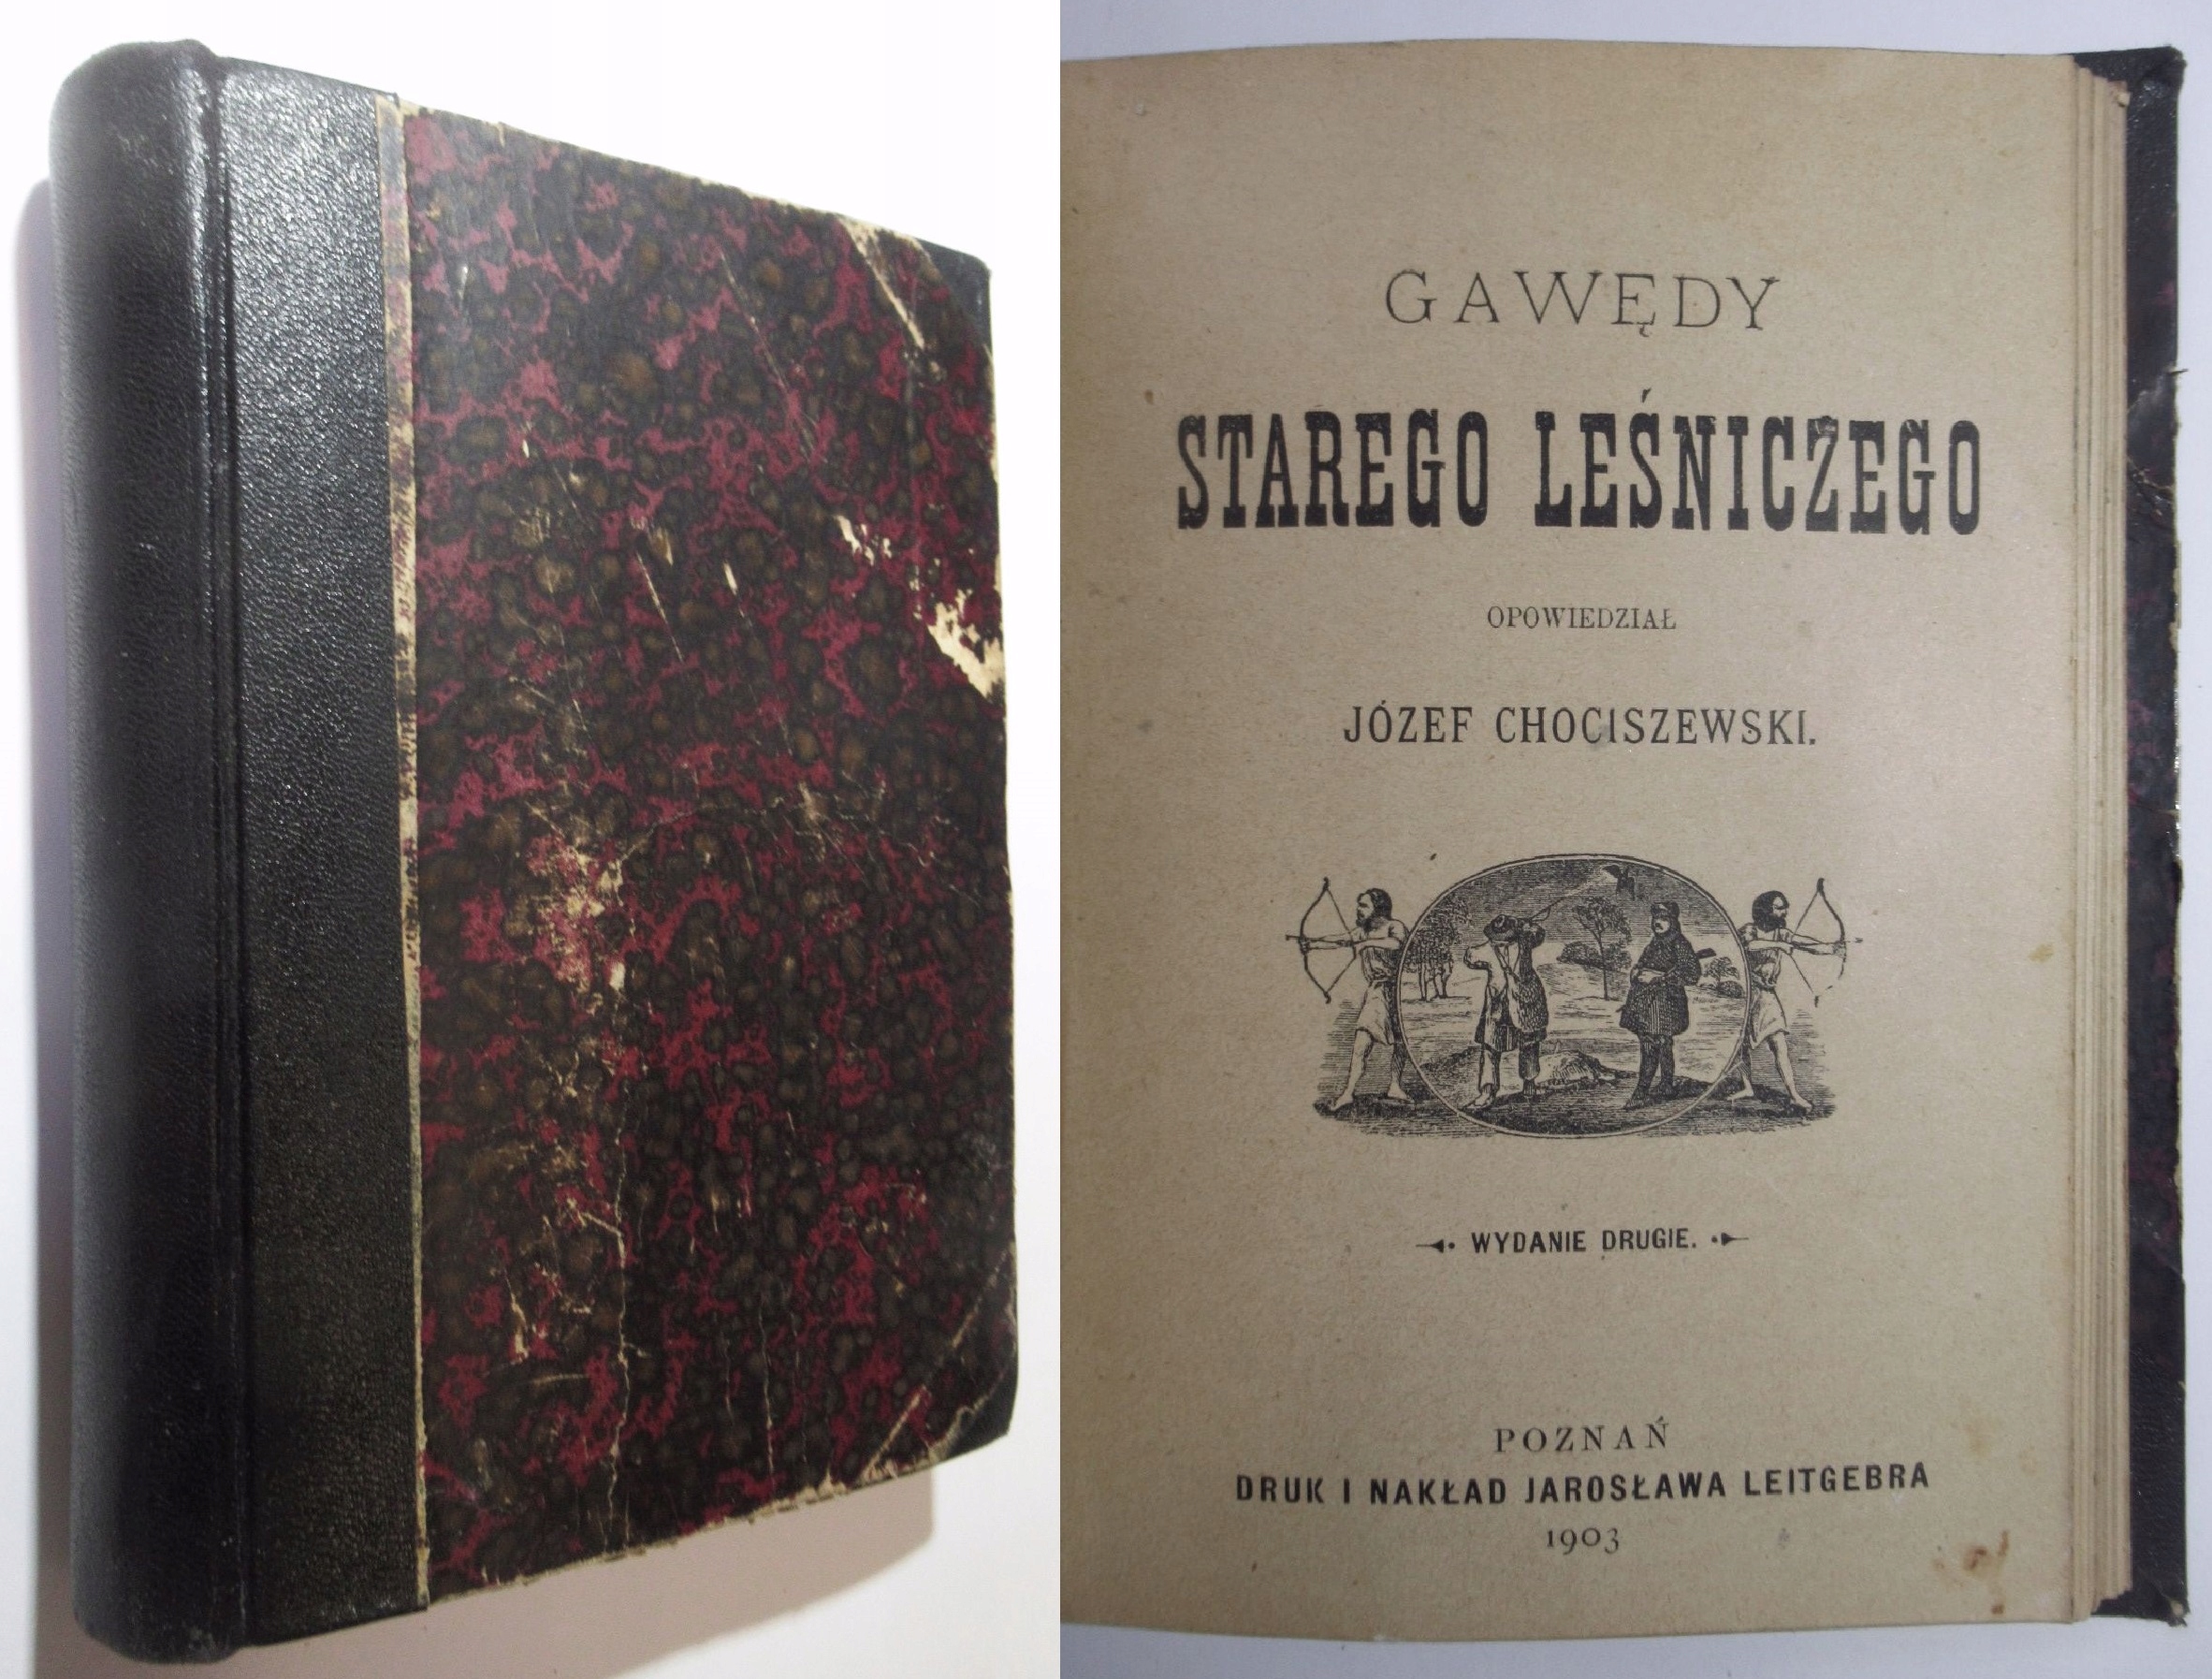 GAWĘDY
STAREGO LEŚNICZEGO
OPOWIEDZIAŁ
JÓZEF CHOCISZEWSKI.
WYDANIE DRUGIE.
POZNAŃ
DRUK I NAKŁAD JAROSŁAWA LEITGEBRA
1903